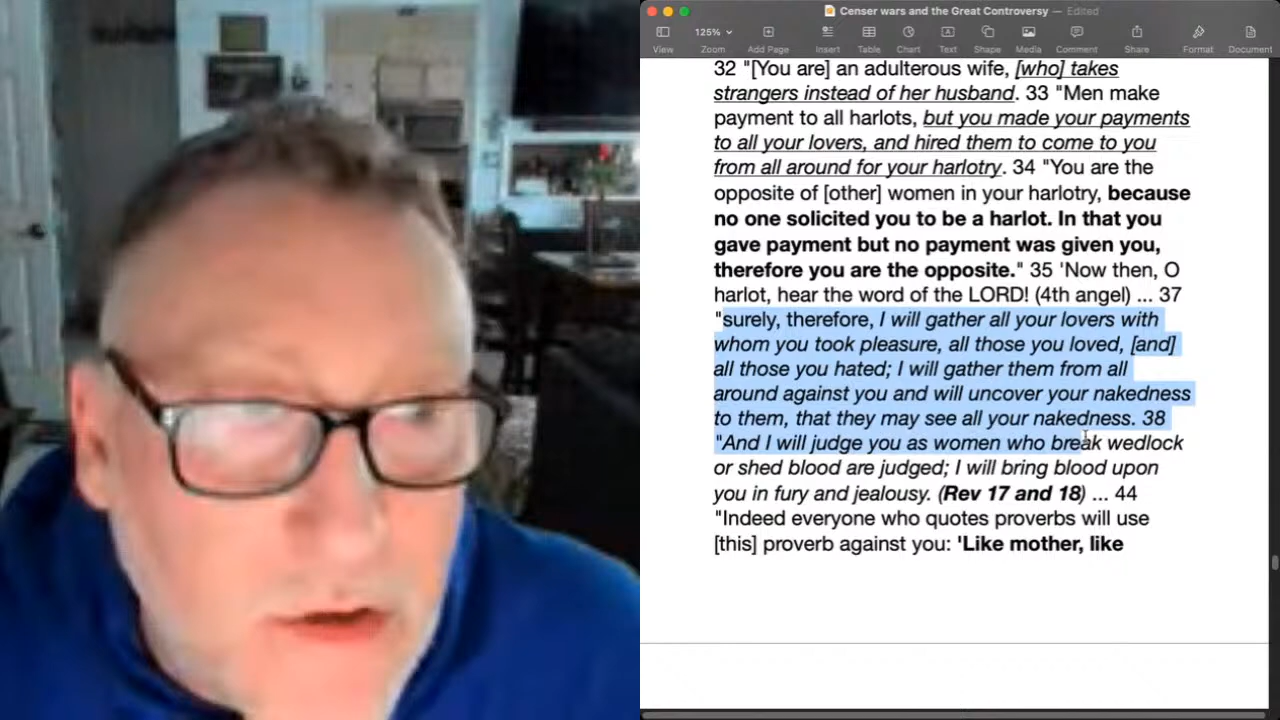 Censer wars and the Great Controversy — Edited
125%
View Zoom Add Page Insert Table Chart Text Shape Media Comment Share Format Document
32 "[You are] an adulterous wife, [who] takes
strangers instead of her husband. 33 "Men make
payment to all harlots, but you made your payments
to all your lovers, and hired them to come to you
from all around for your harlotry. 34 "You are the
opposite of [other] women in your harlotry, because
no one solicited you to be a harlot. In that you
gave payment but no payment was given you,
therefore you are the opposite." 35 'Now then, O
harlot, hear the word of the LORD! (4th angel) ... 37
"surely, therefore, I will gather all your lovers with
whom you took pleasure, all those you loved, [and]
all those you hated; I will gather them from all
around against you and will uncover your nakedness
to them, that they may see all your nakedness. 38
"And I will judge you as women who break wedlock
or shed blood are judged; I will bring blood upon
you in fury and jealousy. (Rev 17 and 18) ... 44
"Indeed everyone who quotes proverbs will use
[this] proverb against you: 'Like mother, like